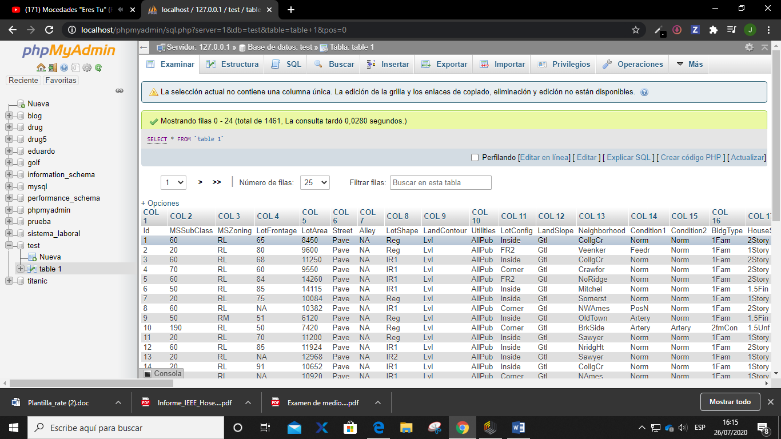 (171) Mocedades "Eres Tu" (
localhost / 127.0.0.1 / test / table
localhost/phpmyadmin/sql.php?server=1&db=test&table=table+1&pos=0
phpMyAdmin
Reciente Favoritas
Nueva
blog
drug
drug5
eduardo
golf
information_schema
mysql
performance_schema
phpmyadmin
prueba
sistema_laboral
test
Nueva
table 1
titanic
Servidor: 127.0.0.1 » Base de datos: test » Tabla: table 1
Examinar Estructura SQL Buscar Insertar Exportar Importar Privilegios Operaciones Más
La selección actual no contiene una columna única. La edición de la grilla y los enlaces de copiado, eliminación y edición no están disponibles.
Mostrando filas 0 - 24 (total de 1461, La consulta tardó 0,0280 segundos.)
SELECT * FROM `table 1`
Perfilando [Editar en línea] [ Editar ] [ Explicar SQL ] [ Crear código PHP ] [ Actualizar]
1 > >> Número de filas: 25 Filtrar filas: Buscar en esta tabla
+ Opciones
COL 1 COL 2 COL 3 COL 4 COL 5 COL 6 COL 7 COL 8 COL 9 COL 10 COL 11 COL 12 COL 13 COL 14 COL 15 COL 16 COL 17
Id MSSubClass MSZoning LotFrontage LotArea Street Alley LotShape LandContour Utilities LotConfig LandSlope Neighborhood Condition1 Condition2 BldgType HouseS
1 60 RL 65 8450 Pave NA Reg Lvl AllPub Inside Gtl CollgCr Norm Norm 1Fam 2Story
2 20 RL 80 9600 Pave NA Reg Lvl AllPub FR2 Gtl Veenker Feedr Norm 1Fam 1Story
3 60 RL 68 11250 Pave NA IR1 Lvl AllPub Inside Gtl CollgCr Norm Norm 1Fam 2Story
4 70 RL 60 9550 Pave NA IR1 Lvl AllPub Corner Gtl Crawfor Norm Norm 1Fam 2Story
5 60 RL 84 14260 Pave NA IR1 Lvl AllPub FR2 Gtl NoRidge Norm Norm 1Fam 2Story
6 50 RL 85 14115 Pave NA IR1 Lvl AllPub Inside Gtl Mitchel Norm Norm 1Fam 1.5Fin
7 20 RL 75 10084 Pave NA Reg Lvl AllPub Inside Gtl Somerst Norm Norm 1Fam 1Story
8 60 RL NA 10382 Pave NA IR1 Lvl AllPub Corner Gtl NWAmes PosN Norm 1Fam 2Story
9 50 RM 51 6120 Pave NA Reg Lvl AllPub Inside Gtl OldTown Artery Norm 1Fam 1.5Fin
10 190 RL 50 7420 Pave NA Reg Lvl AllPub Corner Gtl BrkSide Artery Artery 2fmCon 1.5Unf
11 20 RL 70 11200 Pave NA Reg Lvl AllPub Inside Gtl Sawyer Norm Norm 1Fam 1Story
12 60 RL 85 11924 Pave NA IR1 Lvl AllPub Inside Gtl NridgHt Norm Norm 1Fam 2Story
13 20 RL NA 12968 Pave NA IR2 Lvl AllPub Inside Gtl Sawyer Norm Norm 1Fam 1Story
14 20 RL 91 10652 Pave NA IR1 Lvl AllPub Inside Gtl CollgCr Norm Norm 1Fam 1Story
RL NA 10920 Pave NA IR1 Lvl AllPub Corner Gtl NAmes Norm Norm 1Fam 1Story
Consola
Plantilla_rate (2).doc Informe_IEEE_Hose....pdf Examen de medio....pdf Mostrar todo
Escribe aquí para buscar
ESP
16:15
26/07/2020
8